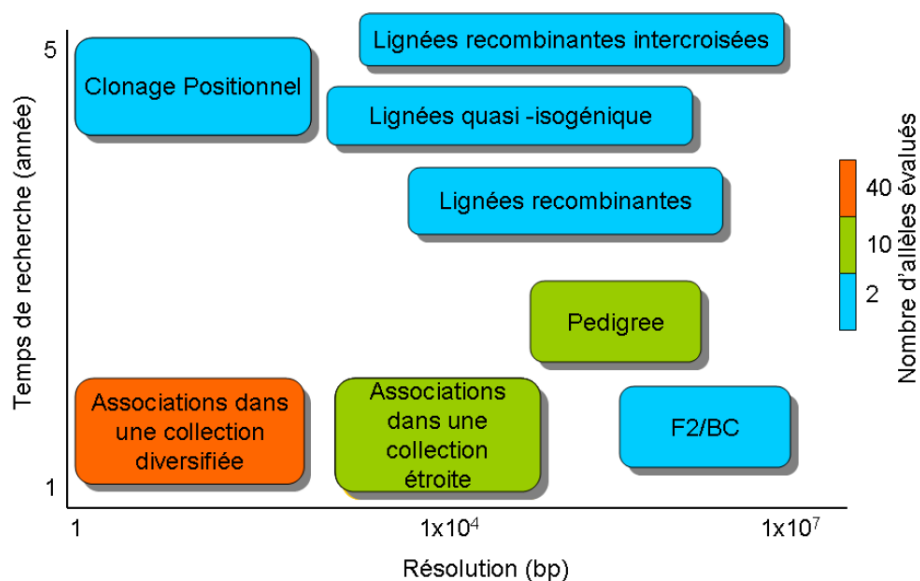 Temps de recherche (année)
5
1
Clonage Positionnel
Lignées recombinantes intercroisées
Lignées quasi -isogénique
Lignées recombinantes
Pedigree
Associations dans
une collection
diversifiée
Associations
dans une
collection
étroite
F2/BC
1
1x10⁴
1x10⁷
Résolution (bp)
40
10
2
Nombre d'allèles évalués